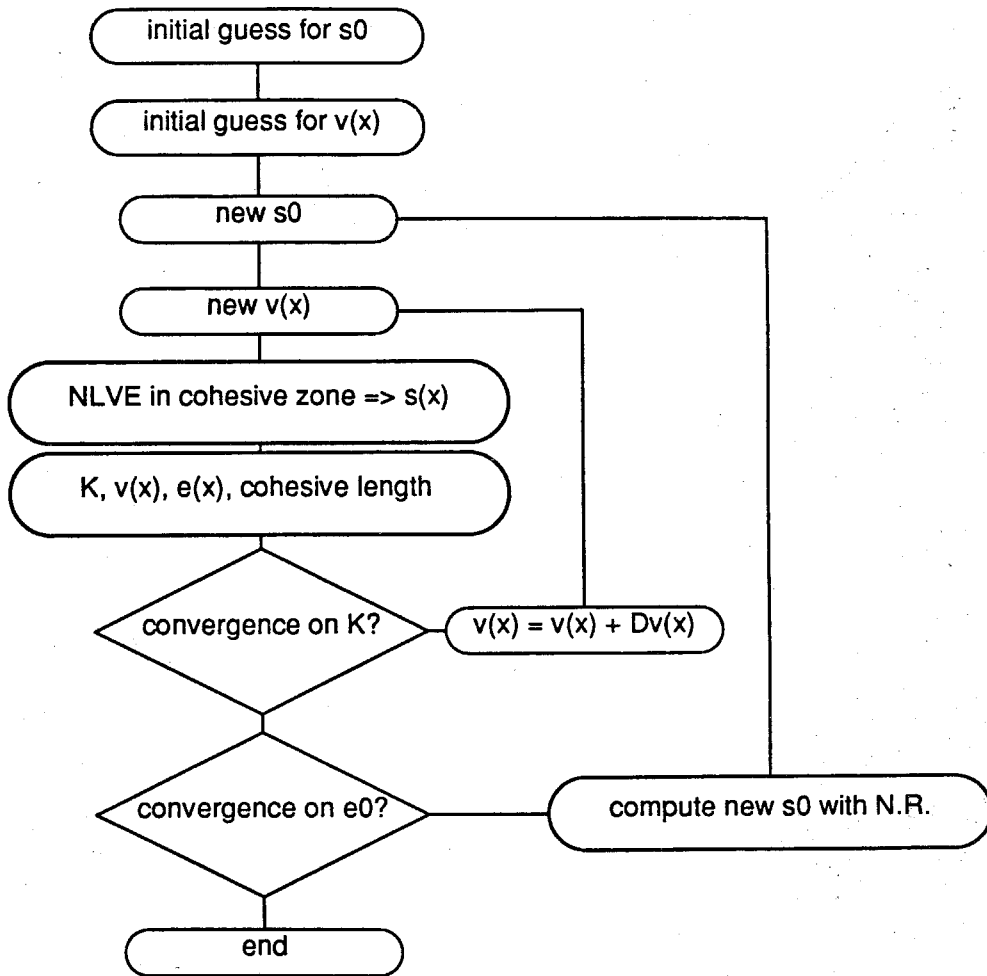 initial guess for s0
initial guess for v(x)
new s0
new v(x)
NLVE in cohesive zone => s(x)
K, v(x), e(x), cohesive length
convergence on K?
v(x) = v(x) + Dv(x)
convergence on e0?
compute new s0 with N.R.
end